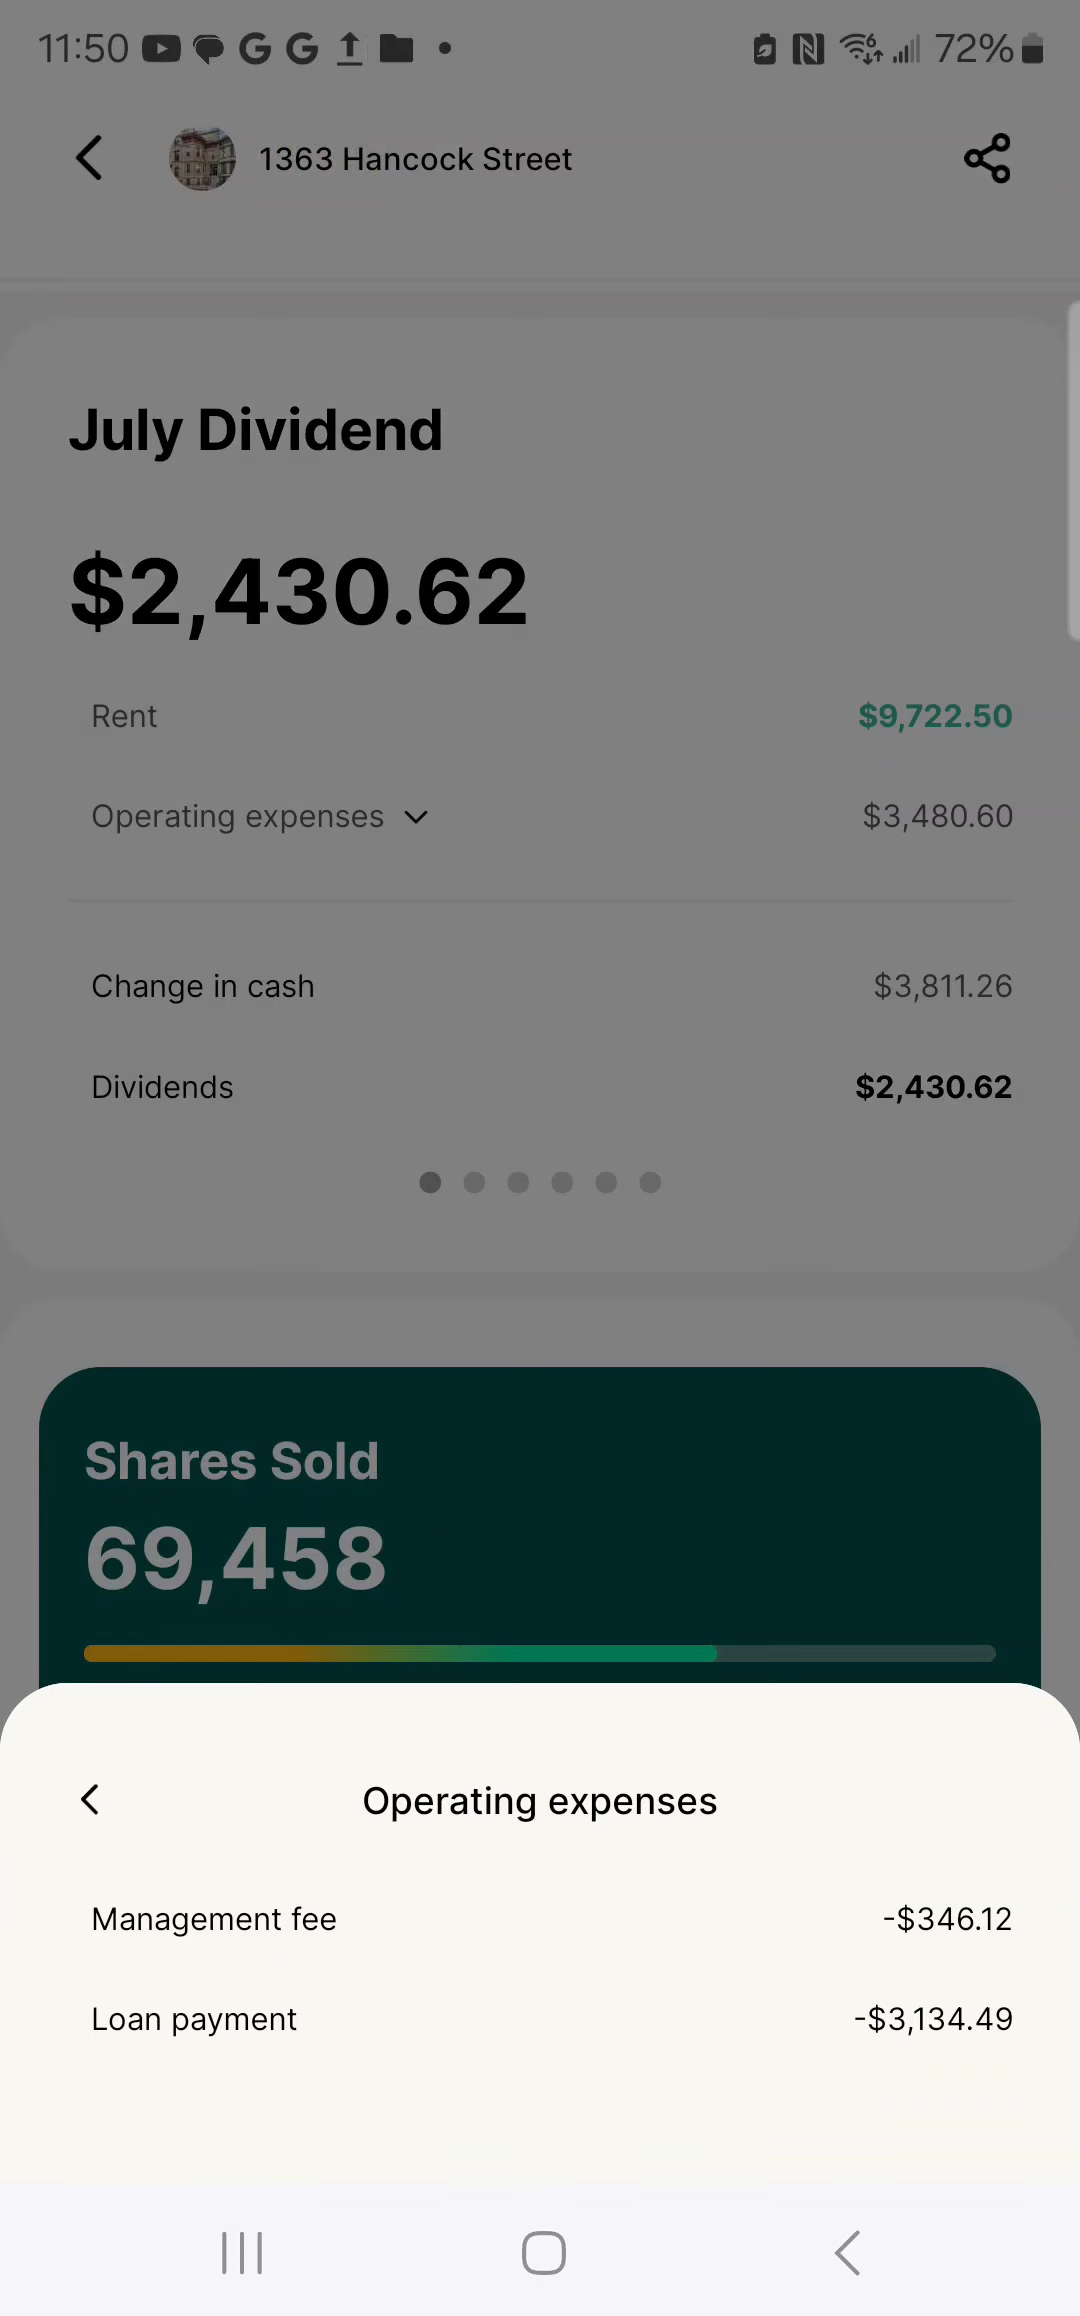 11:50 72%
1363 Hancock Street
July Dividend
$2,430.62
Rent $9,722.50
Operating expenses $3,480.60
Change in cash $3,811.26
Dividends $2,430.62
Shares Sold
69,458
Operating expenses
Management fee -$346.12
Loan payment -$3,134.49